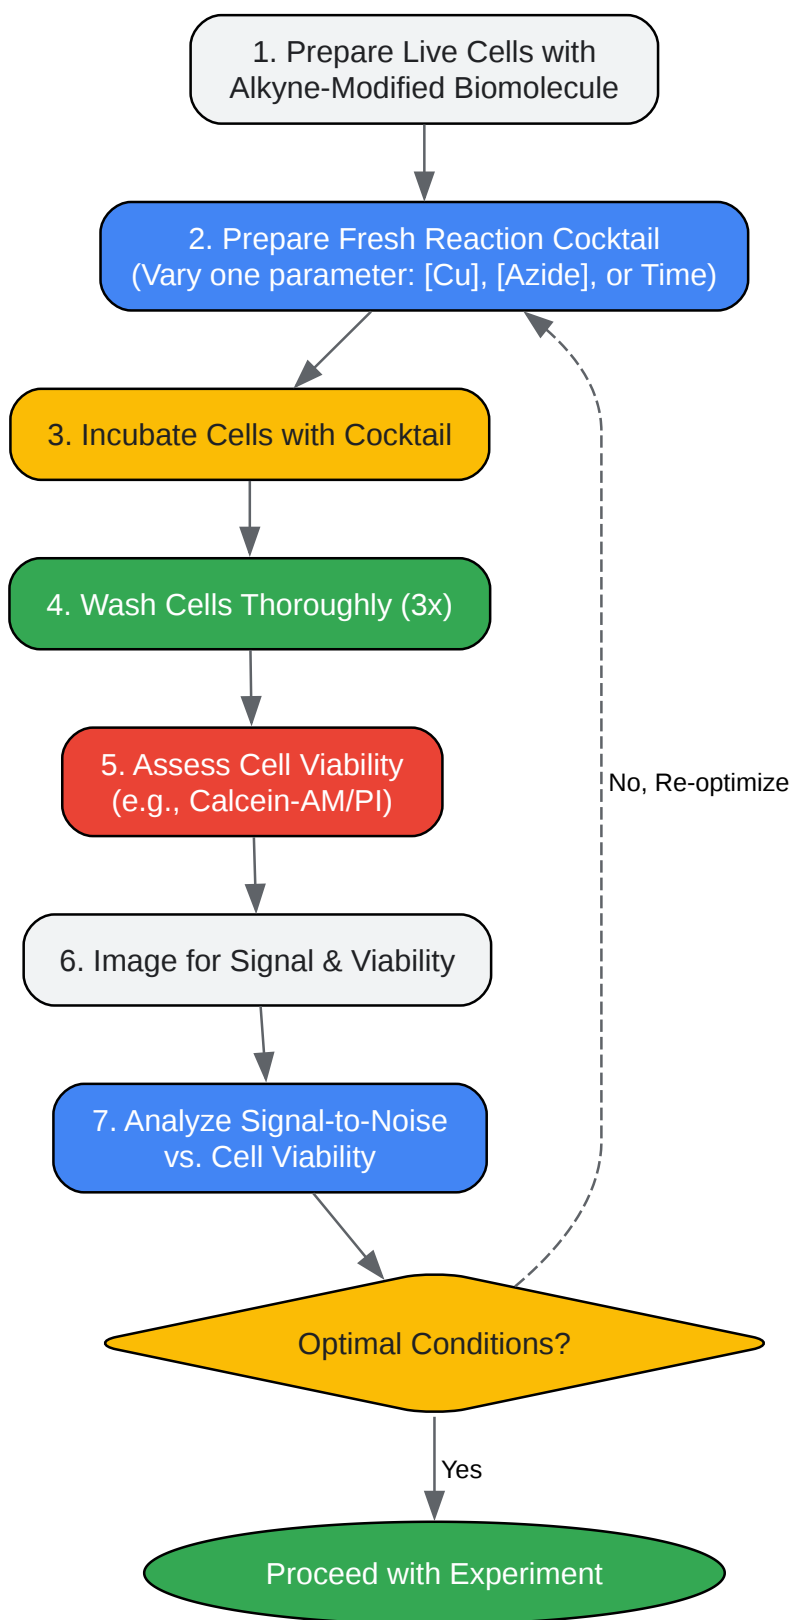 1. Prepare Live Cells with
Alkyne-Modified Biomolecule
2. Prepare Fresh Reaction Cocktail
(Vary one parameter: [Cu], [Azide], or Time)
3. Incubate Cells with Cocktail
4. Wash Cells Thoroughly (3x)
5. Assess Cell Viability
(e.g., Calcein-AM/PI)
No, Re-optimize
6. Image for Signal & Viability
7. Analyze Signal-to-Noise
vs. Cell Viability
Optimal Conditions?
Yes
Proceed with Experiment